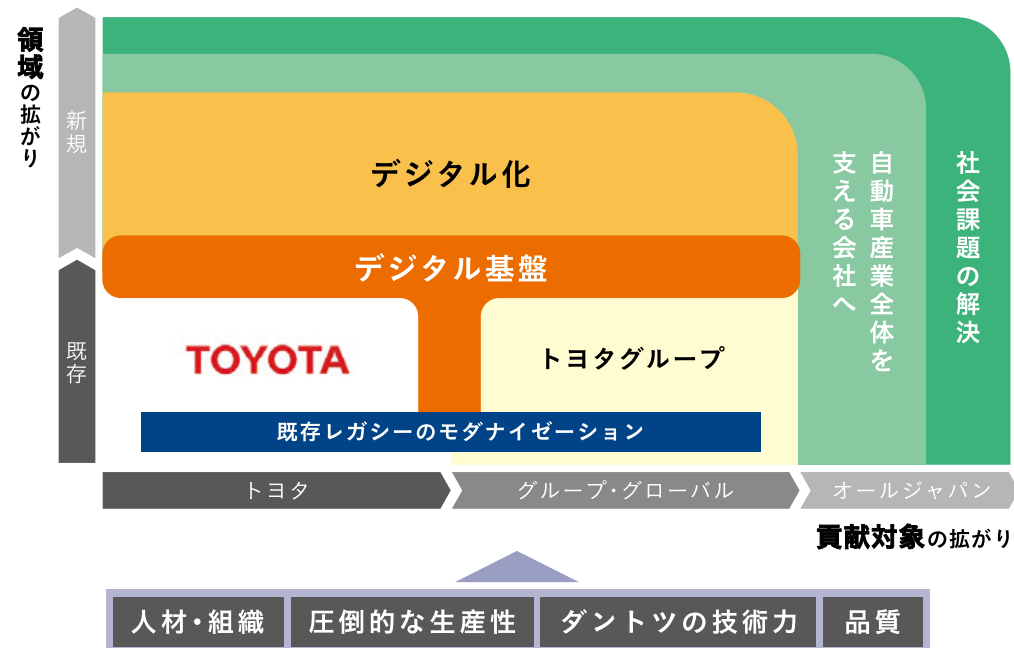 領域の拡がり
新規
既存
デジタル化
デジタル基盤
TOYOTA
トヨタグループ
既存レガシーのモダナイゼーション
自動車産業全体を
支える会社へ
社会課題の解決
トヨタ
グループ・グローバル
オールジャパン
貢献対象の拡がり
人材・組織
圧倒的な生産性
ダントツの技術力
品質